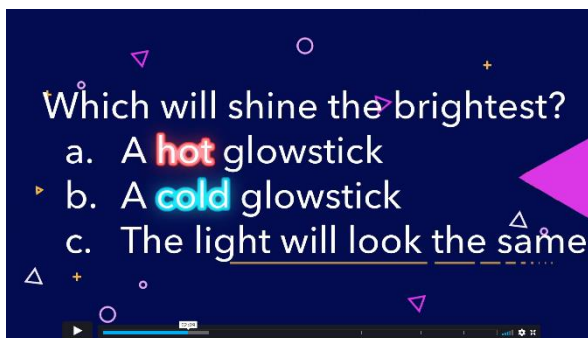 Which will shine the brightest?
a. A hot glowstick
b. A cold glowstick
c. The light will look the same